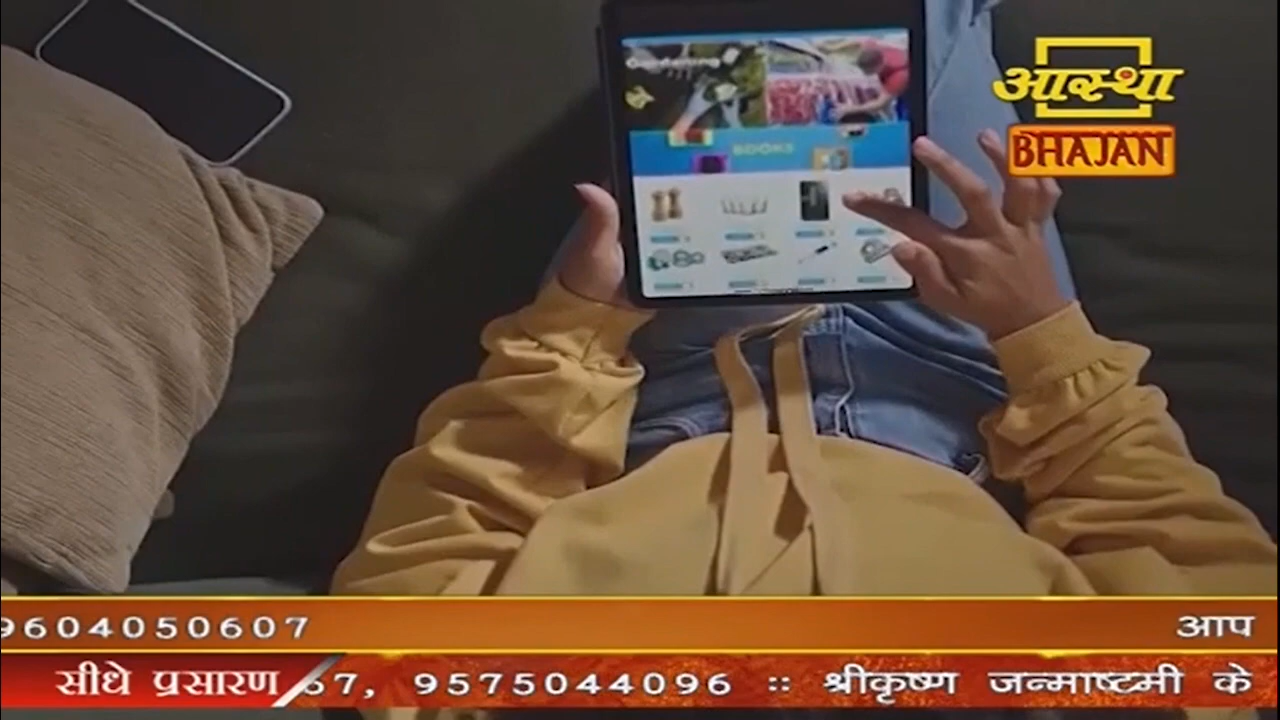 Gardening
BOOKS
आस्था
BHAJAN
9604050607 आप
सीधे प्रसारण 67, 9575044096 :: श्रीकृष्ण जन्माष्टमी के